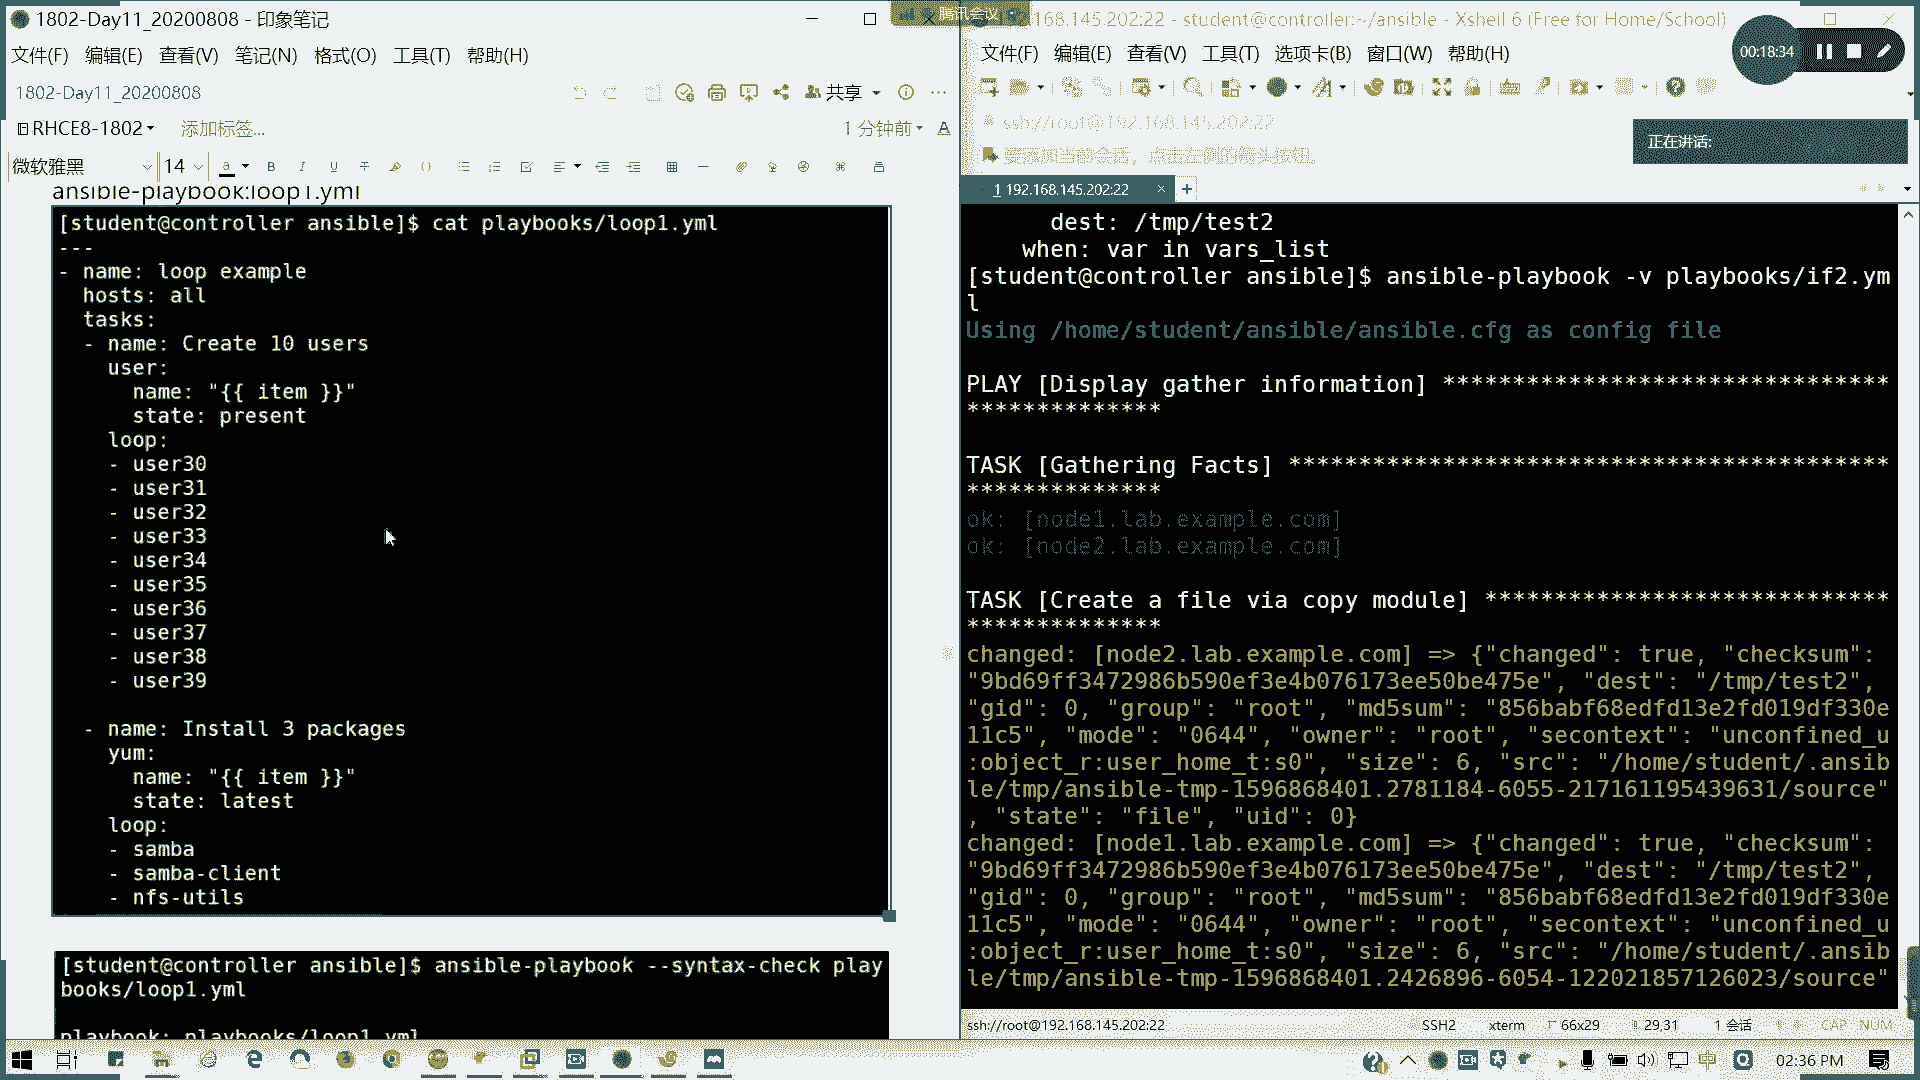 1802-Day11_20200808 - 印象笔记
文件(F) 编辑(E) 查看(V) 笔记(N) 格式(O) 工具(T) 帮助(H)
1802-Day11_20200808
共享
RHCE8-1802
添加标签...
1 分钟前
微软雅黑
14
ansible-playbook:loop1.yml
[student@controller ansible]$ cat playbooks/loop1.yml
---
- name: loop example
  hosts: all
  tasks:
  - name: Create 10 users
    user:
      name: "{{ item }}"
      state: present
    loop:
    - user30
    - user31
    - user32
    - user33
    - user34
    - user35
    - user36
    - user37
    - user38
    - user39
  - name: Install 3 packages
    yum:
      name: "{{ item }}"
      state: latest
    loop:
    - samba
    - samba-client
    - nfs-utils
[student@controller ansible]$ ansible-playbook --syntax-check play
books/loop1.yml
playbook: playbooks/loop1.yml
腾讯会议
168.145.202:22 - student@controller:~/ansible - Xshell 6 (Free for Home/School)
文件(F) 编辑(E) 查看(V) 工具(T) 选项卡(B) 窗口(W) 帮助(H)
00:18:34
ssh://root@192.168.145.202:22
要添加当前会话，点击左侧的箭头按钮。
正在讲话:
1 192.168.145.202:22
dest: /tmp/test2
when: var in vars_list
[student@controller ansible]$ ansible-playbook -v playbooks/if2.ym
l
Using /home/student/ansible/ansible.cfg as config file
PLAY [Display gather information] **********************************
**************
TASK [Gathering Facts] *********************************************
**************
ok: [node1.lab.example.com]
ok: [node2.lab.example.com]
TASK [Create a file via copy module] *****************************
**************
changed: [node2.lab.example.com] => {"changed": true, "checksum":
"9bd69ff3472986b590ef3e4b076173ee50be475e", "dest": "/tmp/test2",
"gid": 0, "group": "root", "md5sum": "856babf68edfd13e2fd019df330e
11c5", "mode": "0644", "owner": "root", "secontext": "unconfined_u
:object_r:user_home_t:s0", "size": 6, "src": "/home/student/.ansib
le/tmp/ansible-tmp-1596868401.2781184-6055-217161195439631/source"
, "state": "file", "uid": 0}
changed: [node1.lab.example.com] => {"changed": true, "checksum":
"9bd69ff3472986b590ef3e4b076173ee50be475e", "dest": "/tmp/test2",
"gid": 0, "group": "root", "md5sum": "856babf68edfd13e2fd019df330e
11c5", "mode": "0644", "owner": "root", "secontext": "unconfined_u
:object_r:user_home_t:s0", "size": 6, "src": "/home/student/.ansib
le/tmp/ansible-tmp-1596868401.2426896-6054-122021857126023/source"
ssh://root@192.168.145.202:22 SSH2 xterm 66x29 29,31 1 会话 CAP NUM
中
02:36 PM